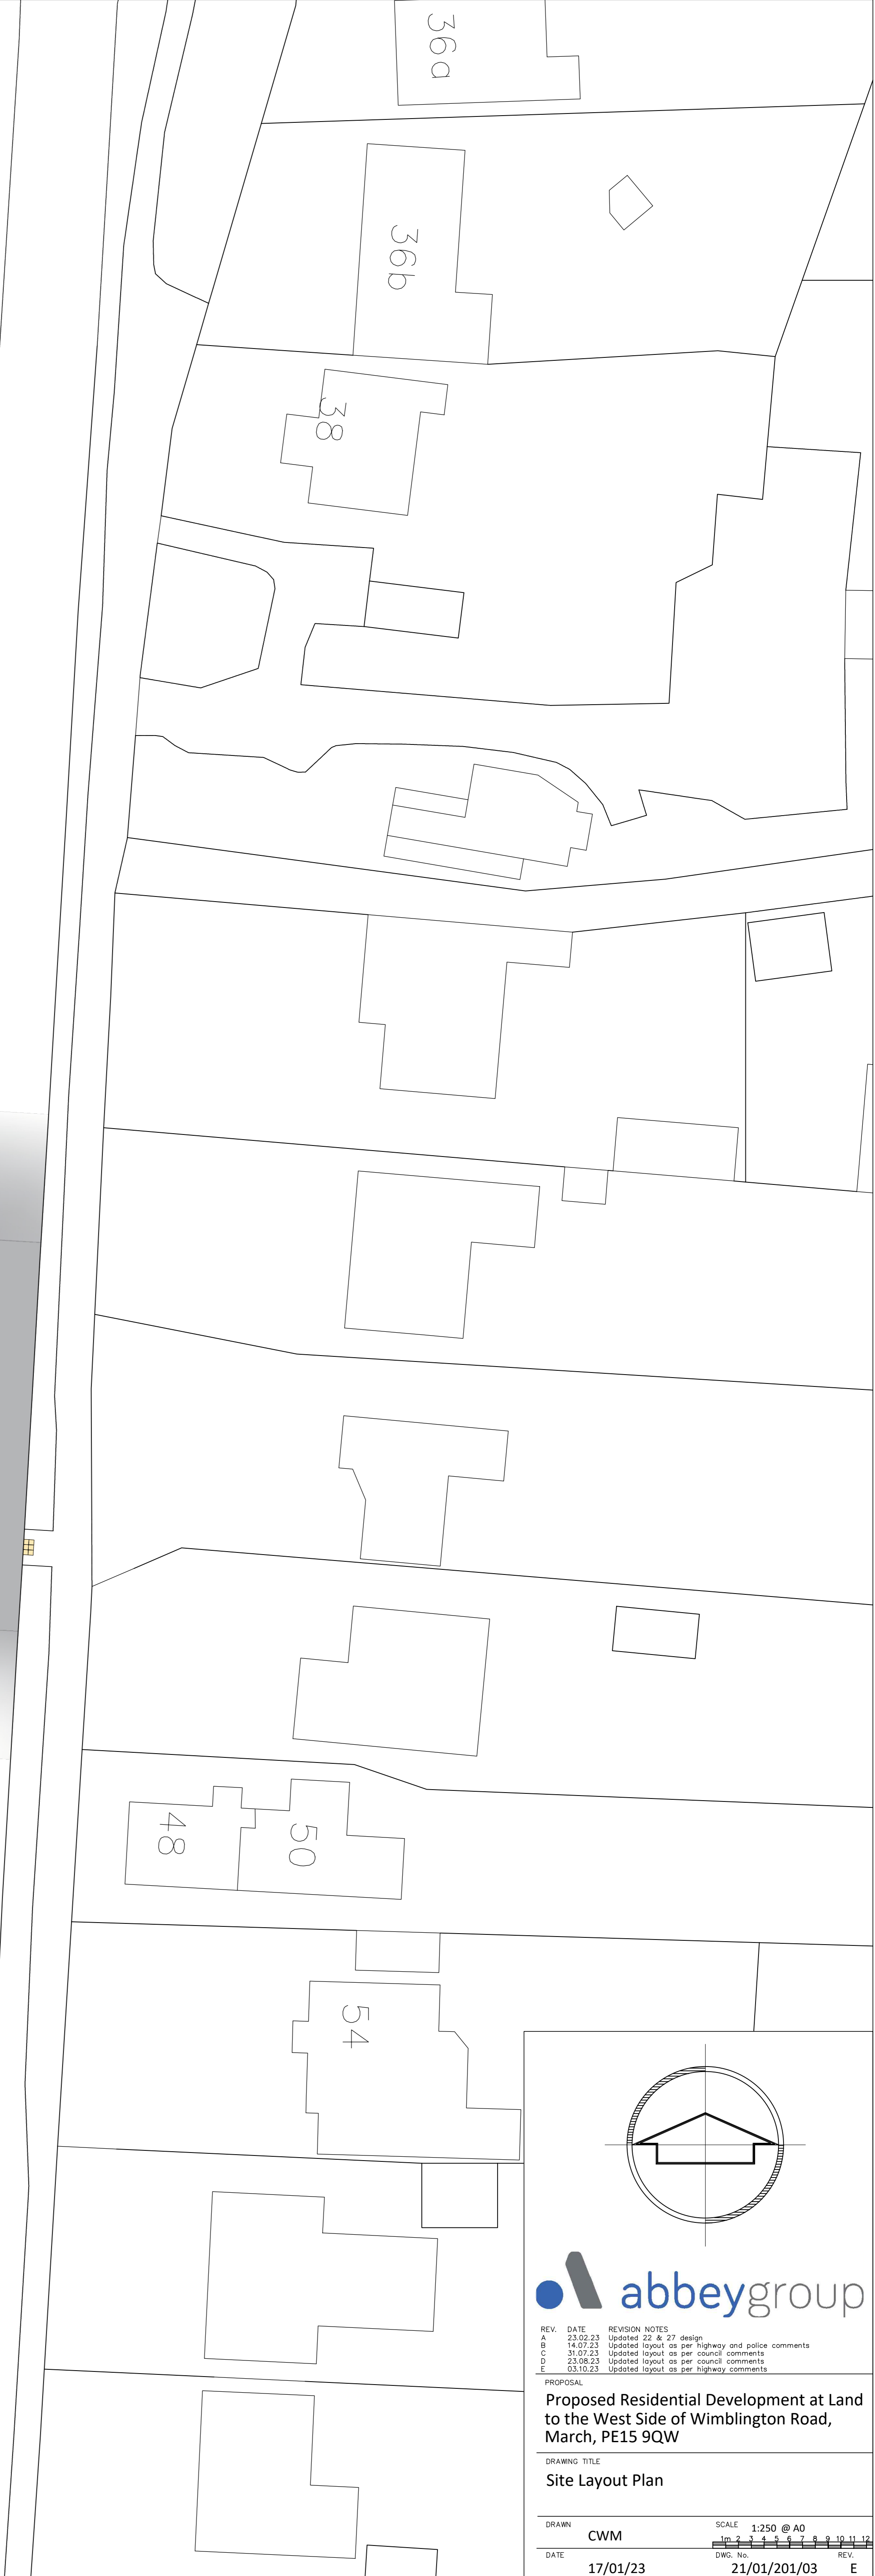 36a
36b
38
48
50
54
abbeygroup
REV. DATE REVISION NOTES
A 23.02.23 Updated 22 & 27 design
B 14.07.23 Updated layout as per highway and police comments
C 31.07.23 Updated layout as per council comments
D 23.08.23 Updated layout as per council comments
E 03.10.23 Updated layout as per highway comments
PROPOSAL
Proposed Residential Development at Land
to the West Side of Wimblington Road,
March, PE15 9QW
DRAWING TITLE
Site Layout Plan
DRAWN SCALE
CWM 1:250 @ A0
1m 2 3 4 5 6 7 8 9 10 11 12
DATE DWG. No. REV.
17/01/23 21/01/201/03 E